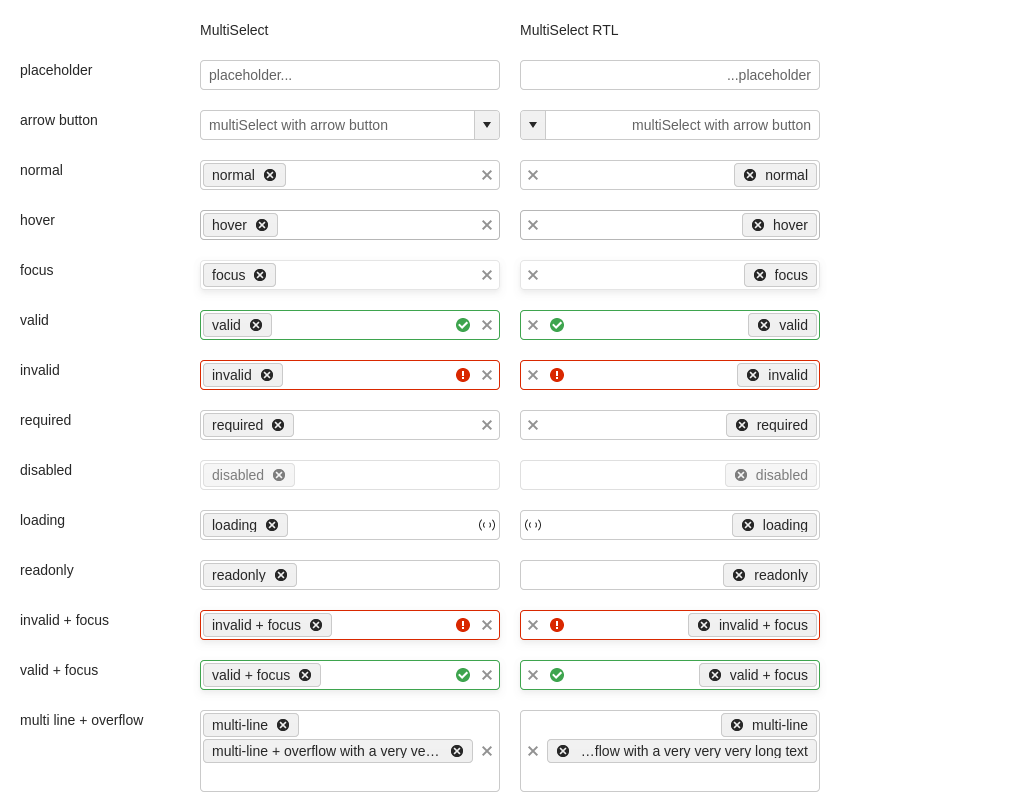 MultiSelect MultiSelect RTL
placeholder placeholder... ...placeholder
arrow button multiSelect with arrow button multiSelect with arrow button
normal normal normal
hover hover hover
focus focus focus
valid valid valid
invalid invalid invalid
required required required
disabled disabled disabled
loading loading loading
readonly readonly readonly
invalid + focus invalid + focus invalid + focus
valid + focus valid + focus valid + focus
multi line + overflow multi-line multi-line
multi-line + overflow with a very ve… …flow with a very very very long text